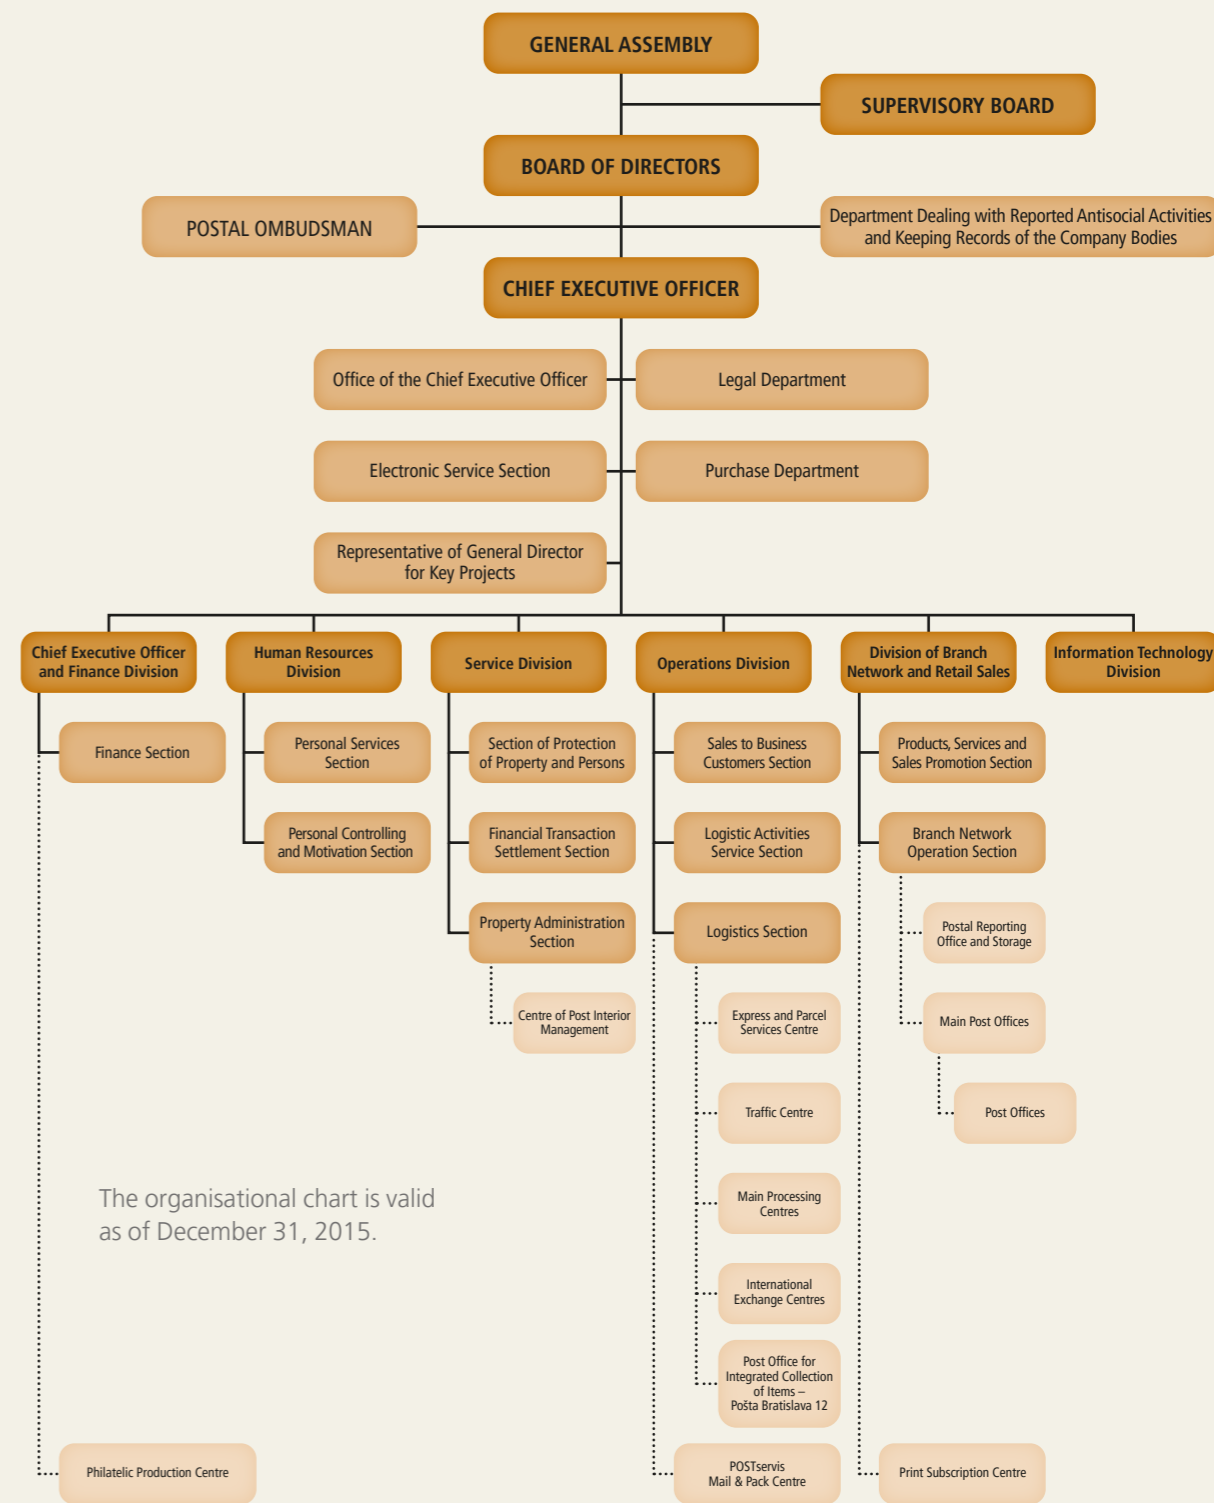 GENERAL ASSEMBLY
SUPERVISORY BOARD
BOARD OF DIRECTORS
POSTAL OMBUDSMAN
Department Dealing with Reported Antisocial Activities
and Keeping Records of the Company Bodies
CHIEF EXECUTIVE OFFICER
Office of the Chief Executive Officer
Legal Department
Electronic Service Section
Purchase Department
Representative of General Director
for Key Projects
Chief Executive Officer
and Finance Division
Human Resources
Division
Service Division
Operations Division
Division of Branch
Network and Retail Sales
Information Technology
Division
Finance Section
Personal Services
Section
Section of Protection
of Property and Persons
Sales to Business
Customers Section
Products, Services and
Sales Promotion Section
Personal Controlling
and Motivation Section
Financial Transaction
Settlement Section
Logistic Activities
Service Section
Branch Network
Operation Section
Property Administration
Section
Logistics Section
Postal Reporting
Office and Storage
Centre of Post Interior
Management
Express and Parcel
Services Centre
Main Post Offices
Traffic Centre
Post Offices
Main Processing
Centres
The organisational chart is valid
as of December 31, 2015.
International
Exchange Centres
Post Office for
Integrated Collection
of Items –
Pošta Bratislava 12
Philatelic Production Centre
POSTservis
Mail & Pack Centre
Print Subscription Centre